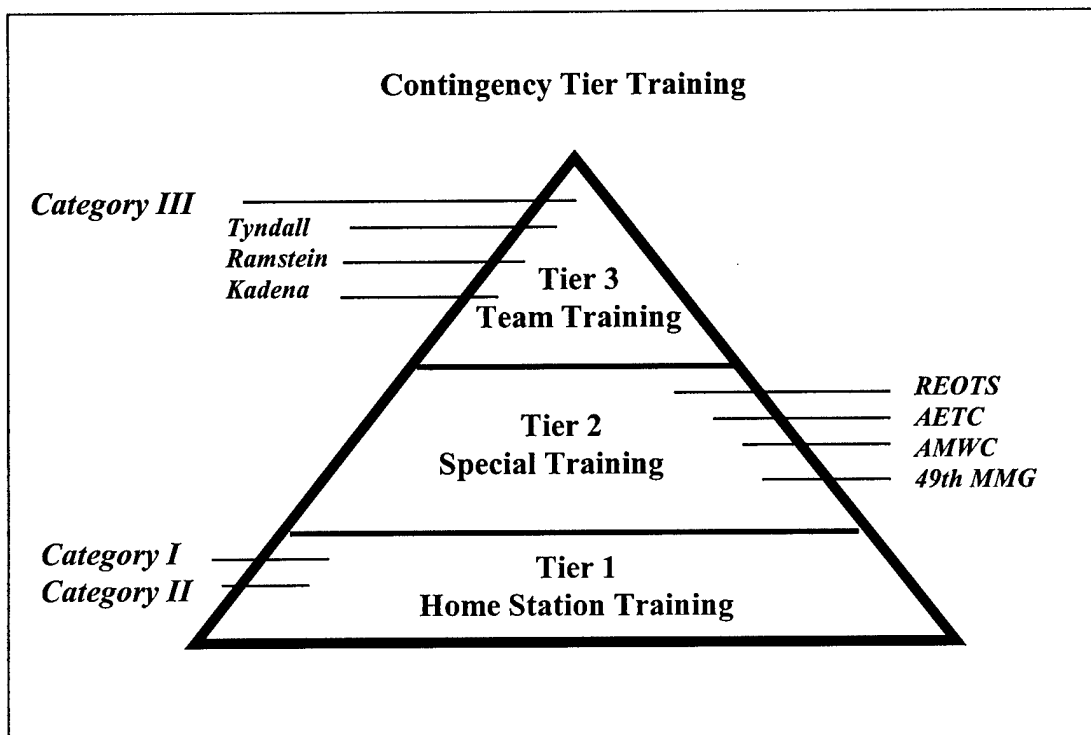 Contingency Tier Training
Category III
Tyndall
Ramstein
Kadena
Tier 3
Team Training
REOTS
AETC
AMWC
49th MMG
Tier 2
Special Training
Category I
Category II
Tier 1
Home Station Training